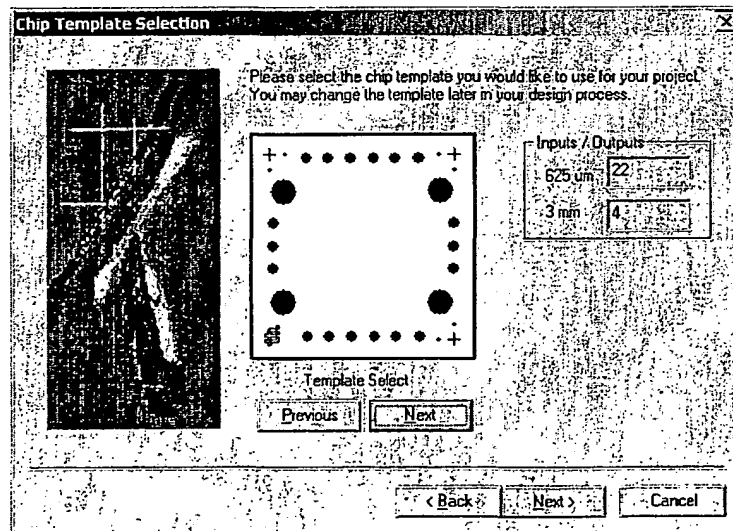 Chip Template Selection
Please select the chip template you would like to use for your project.
You may change the template later in your design process.
Inputs / Outputs
625 um 22
3 mm 4
Template Select
Previous Next
< Back Next > Cancel